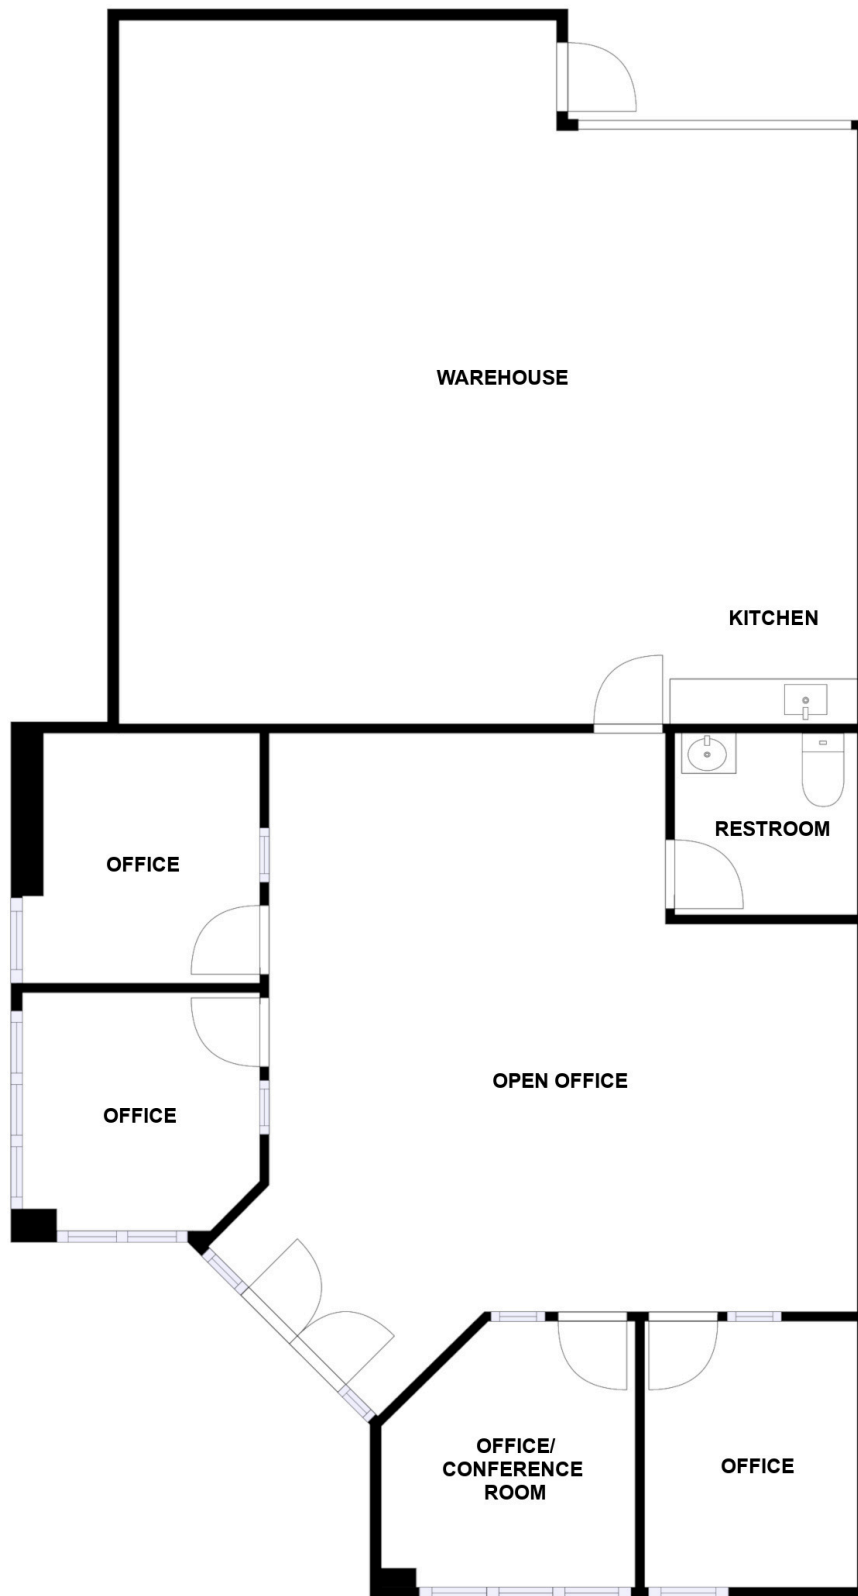 WAREHOUSE
KITCHEN
RESTROOM
OFFICE
OPEN OFFICE
OFFICE
OFFICE/
CONFERENCE
ROOM
OFFICE